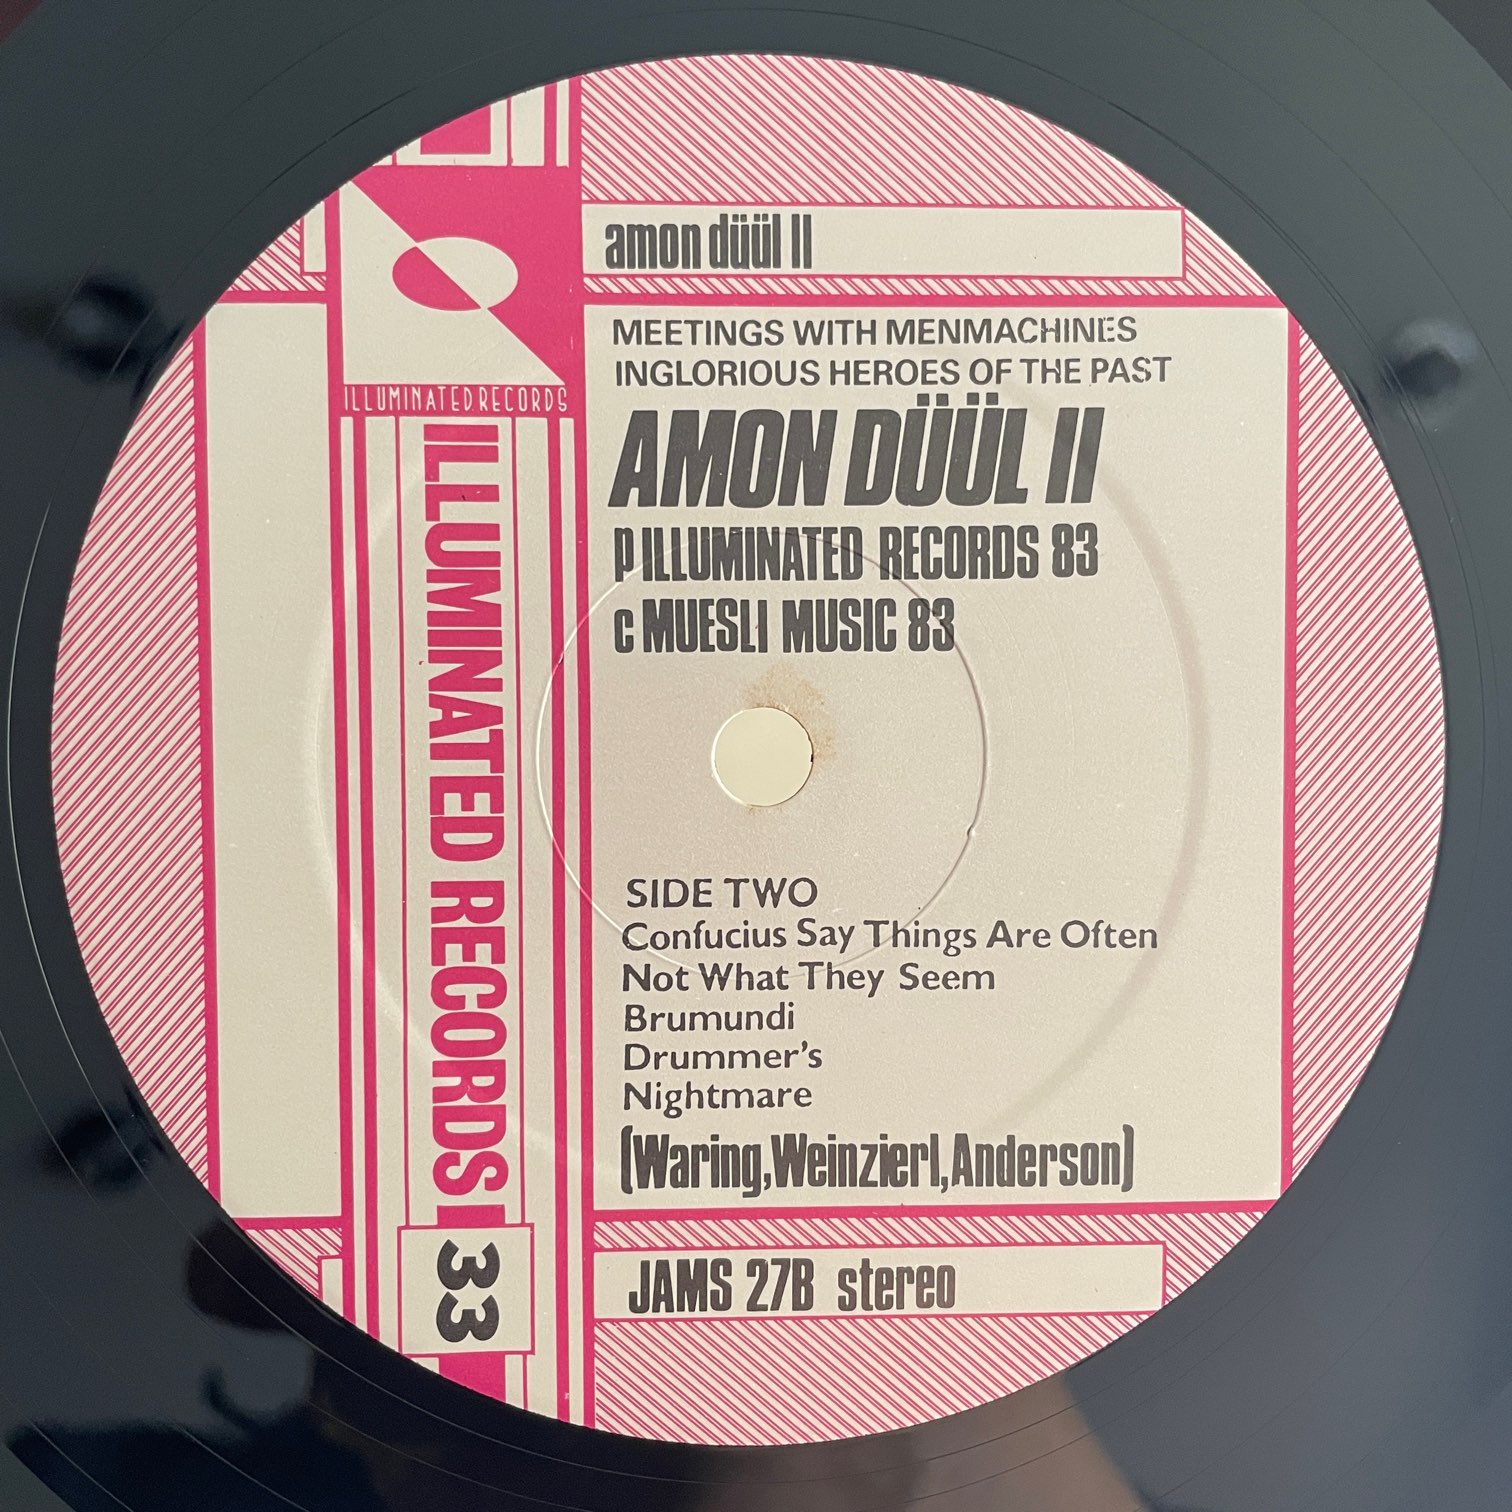 amon düül II
MEETINGS WITH MENMACHINES
INGLORIOUS HEROES OF THE PAST
AMON DÜÜL II
p ILLUMINATED RECORDS 83
c MUESLI MUSIC 83
SIDE TWO
Confucius Say Things Are Often
Not What They Seem
Brumundi
Drummer's
Nightmare
(Waring,Weinzierl,Anderson)
JAMS 27B stereo
ILLUMINATED RECORDS
ILLUMINATED RECORDS
33